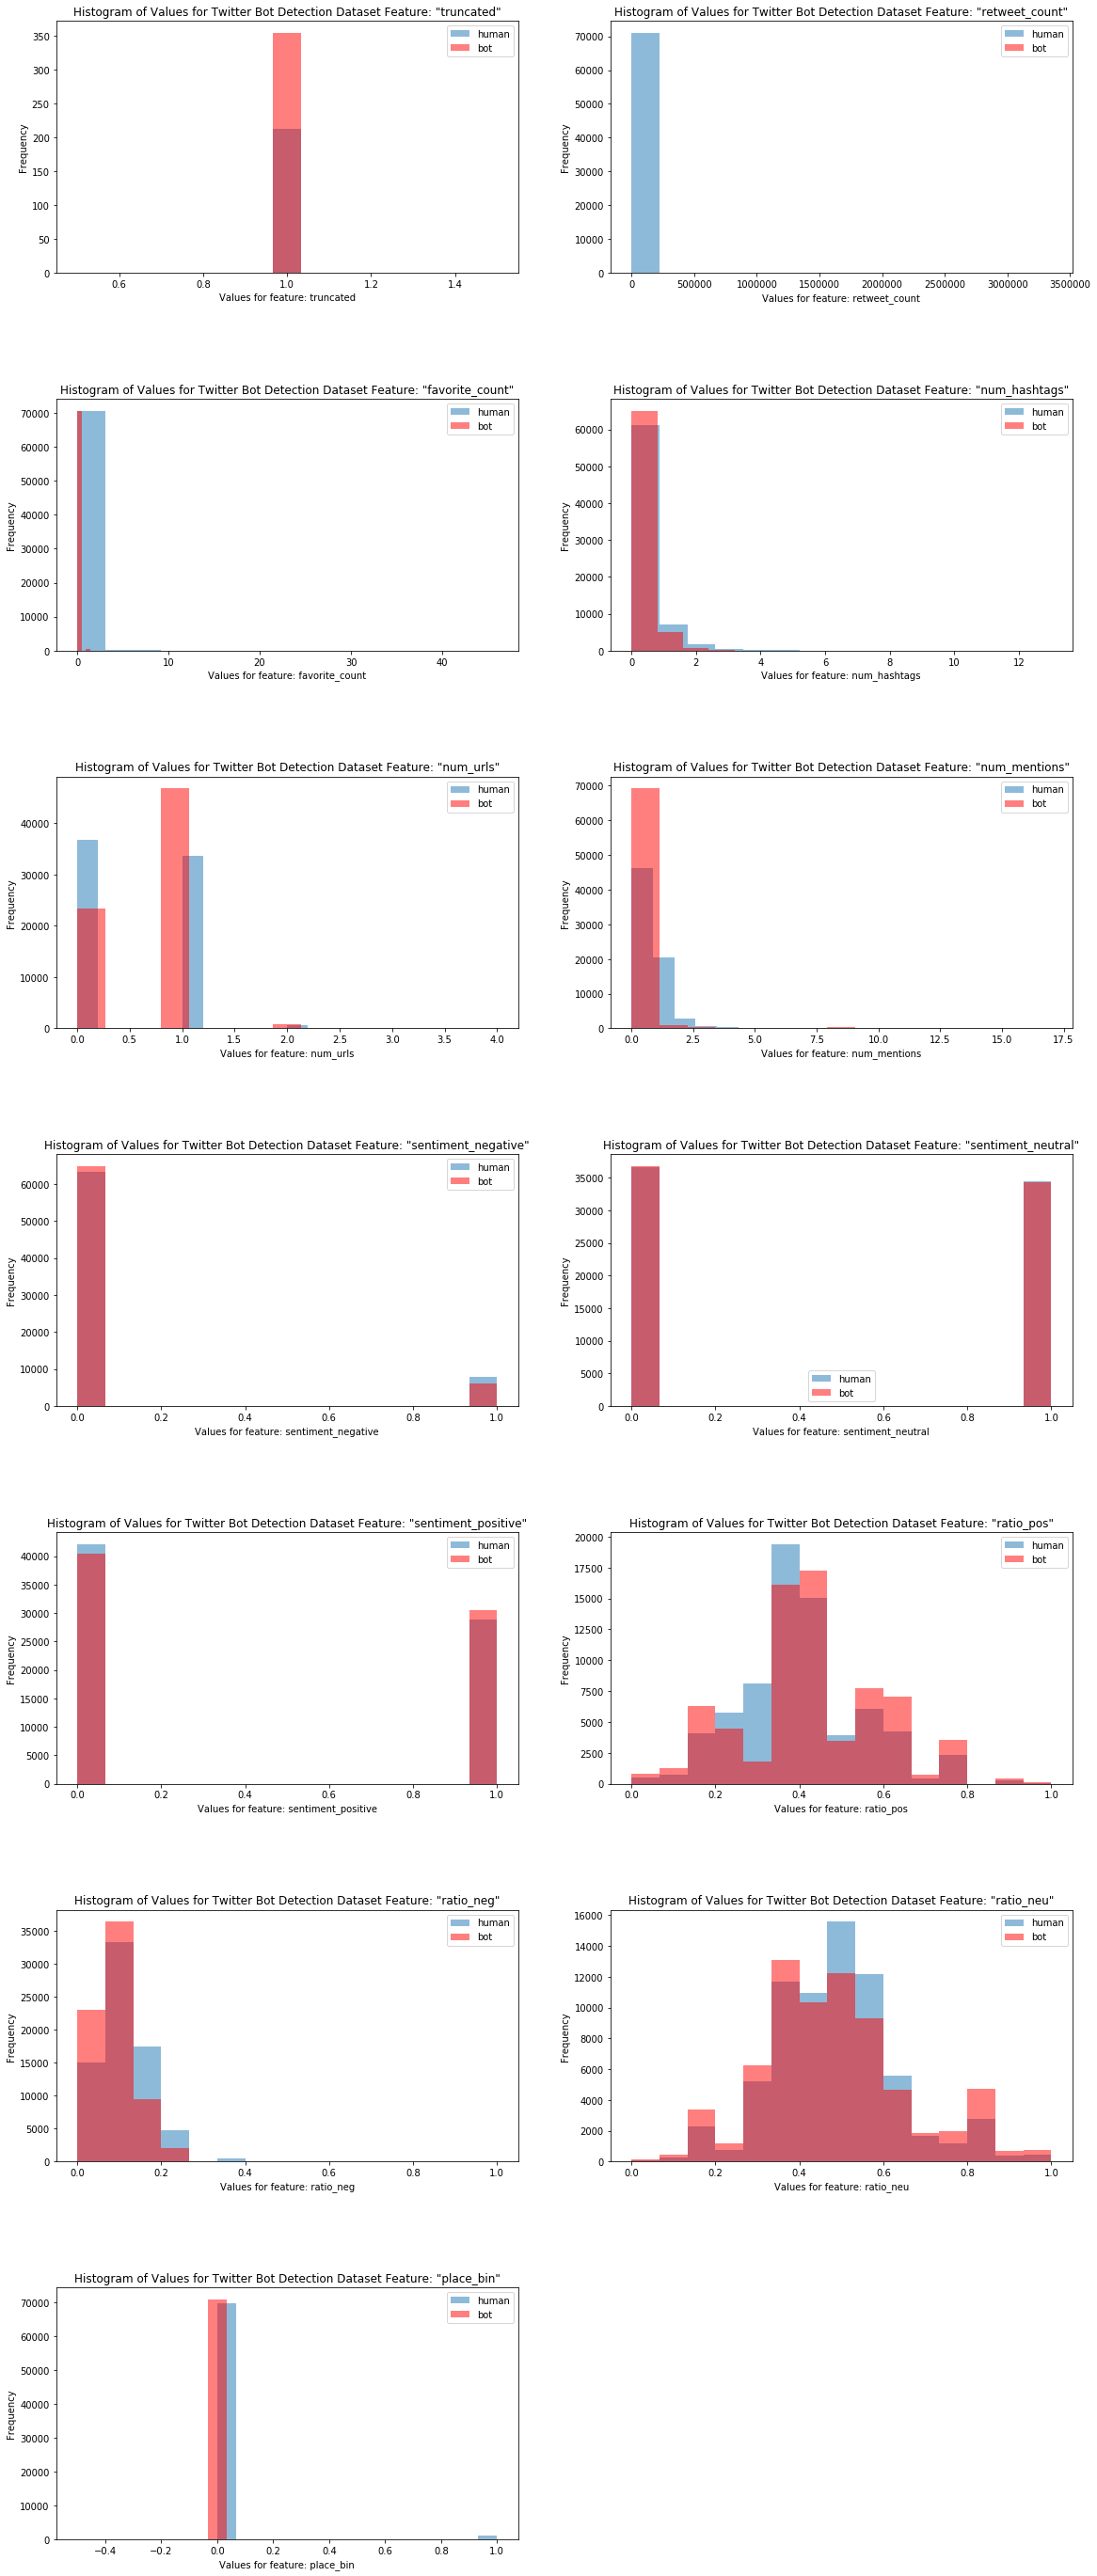 Histogram of Values for Twitter Bot Detection Dataset Feature: "truncated"
human
bot
Frequency
350
300
250
200
150
100
50
0
0.6 0.8 1.0 1.2 1.4
Values for feature: truncated
Histogram of Values for Twitter Bot Detection Dataset Feature: "retweet_count"
human
bot
Frequency
70000
60000
50000
40000
30000
20000
10000
0
0 500000 1000000 1500000 2000000 2500000 3000000 3500000
Values for feature: retweet_count
Histogram of Values for Twitter Bot Detection Dataset Feature: "favorite_count"
human
bot
Frequency
70000
60000
50000
40000
30000
20000
10000
0
0 10 20 30 40
Values for feature: favorite_count
Histogram of Values for Twitter Bot Detection Dataset Feature: "num_hashtags"
human
bot
Frequency
60000
50000
40000
30000
20000
10000
0
0 2 4 6 8 10 12
Values for feature: num_hashtags
Histogram of Values for Twitter Bot Detection Dataset Feature: "num_urls"
human
bot
Frequency
40000
30000
20000
10000
0
0.0 0.5 1.0 1.5 2.0 2.5 3.0 3.5 4.0
Values for feature: num_urls
Histogram of Values for Twitter Bot Detection Dataset Feature: "num_mentions"
human
bot
Frequency
70000
60000
50000
40000
30000
20000
10000
0
0.0 2.5 5.0 7.5 10.0 12.5 15.0 17.5
Values for feature: num_mentions
Histogram of Values for Twitter Bot Detection Dataset Feature: "sentiment_negative"
human
bot
Frequency
60000
50000
40000
30000
20000
10000
0
0.0 0.2 0.4 0.6 0.8 1.0
Values for feature: sentiment_negative
Histogram of Values for Twitter Bot Detection Dataset Feature: "sentiment_neutral"
Frequency
35000
30000
25000
20000
15000
10000
5000
0
human
bot
0.0 0.2 0.4 0.6 0.8 1.0
Values for feature: sentiment_neutral
Histogram of Values for Twitter Bot Detection Dataset Feature: "sentiment_positive"
human
bot
Frequency
40000
35000
30000
25000
20000
15000
10000
5000
0
0.0 0.2 0.4 0.6 0.8 1.0
Values for feature: sentiment_positive
Histogram of Values for Twitter Bot Detection Dataset Feature: "ratio_pos"
human
bot
Frequency
20000
17500
15000
12500
10000
7500
5000
2500
0
0.0 0.2 0.4 0.6 0.8 1.0
Values for feature: ratio_pos
Histogram of Values for Twitter Bot Detection Dataset Feature: "ratio_neg"
human
bot
Frequency
35000
30000
25000
20000
15000
10000
5000
0
0.0 0.2 0.4 0.6 0.8 1.0
Values for feature: ratio_neg
Histogram of Values for Twitter Bot Detection Dataset Feature: "ratio_neu"
human
bot
Frequency
16000
14000
12000
10000
8000
6000
4000
2000
0
0.0 0.2 0.4 0.6 0.8 1.0
Values for feature: ratio_neu
Histogram of Values for Twitter Bot Detection Dataset Feature: "place_bin"
human
bot
Frequency
70000
60000
50000
40000
30000
20000
10000
0
−0.4 −0.2 0.0 0.2 0.4 0.6 0.8 1.0
Values for feature: place_bin